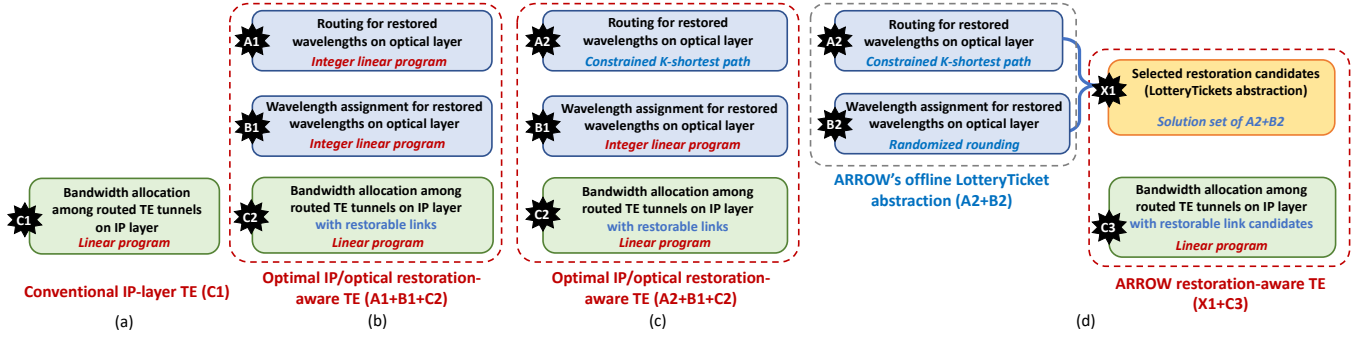 C1
Bandwidth allocation
among routed TE tunnels
on IP layer
Linear program
Conventional IP-layer TE (C1)
(a)
A1
Routing for restored
wavelengths on optical layer
Integer linear program
B1
Wavelength assignment for restored
wavelengths on optical layer
Integer linear program
C2
Bandwidth allocation among
routed TE tunnels on IP layer
with restorable links
Linear program
Optimal IP/optical restoration-
aware TE (A1+B1+C2)
(b)
A2
Routing for restored
wavelengths on optical layer
Constrained K-shortest path
B1
Wavelength assignment for restored
wavelengths on optical layer
Integer linear program
C2
Bandwidth allocation among
routed TE tunnels on IP layer
with restorable links
Linear program
Optimal IP/optical restoration-
aware TE (A2+B1+C2)
(c)
A2
Routing for restored
wavelengths on optical layer
Constrained K-shortest path
B2
Wavelength assignment for restored
wavelengths on optical layer
Randomized rounding
ARROW's offline LotteryTicket
abstraction (A2+B2)
X1
Selected restoration candidates
(LotteryTickets abstraction)
Solution set of A2+B2
C3
Bandwidth allocation among
routed TE tunnels on IP layer
with restorable link candidates
Linear program
ARROW restoration-aware TE
(X1+C3)
(d)